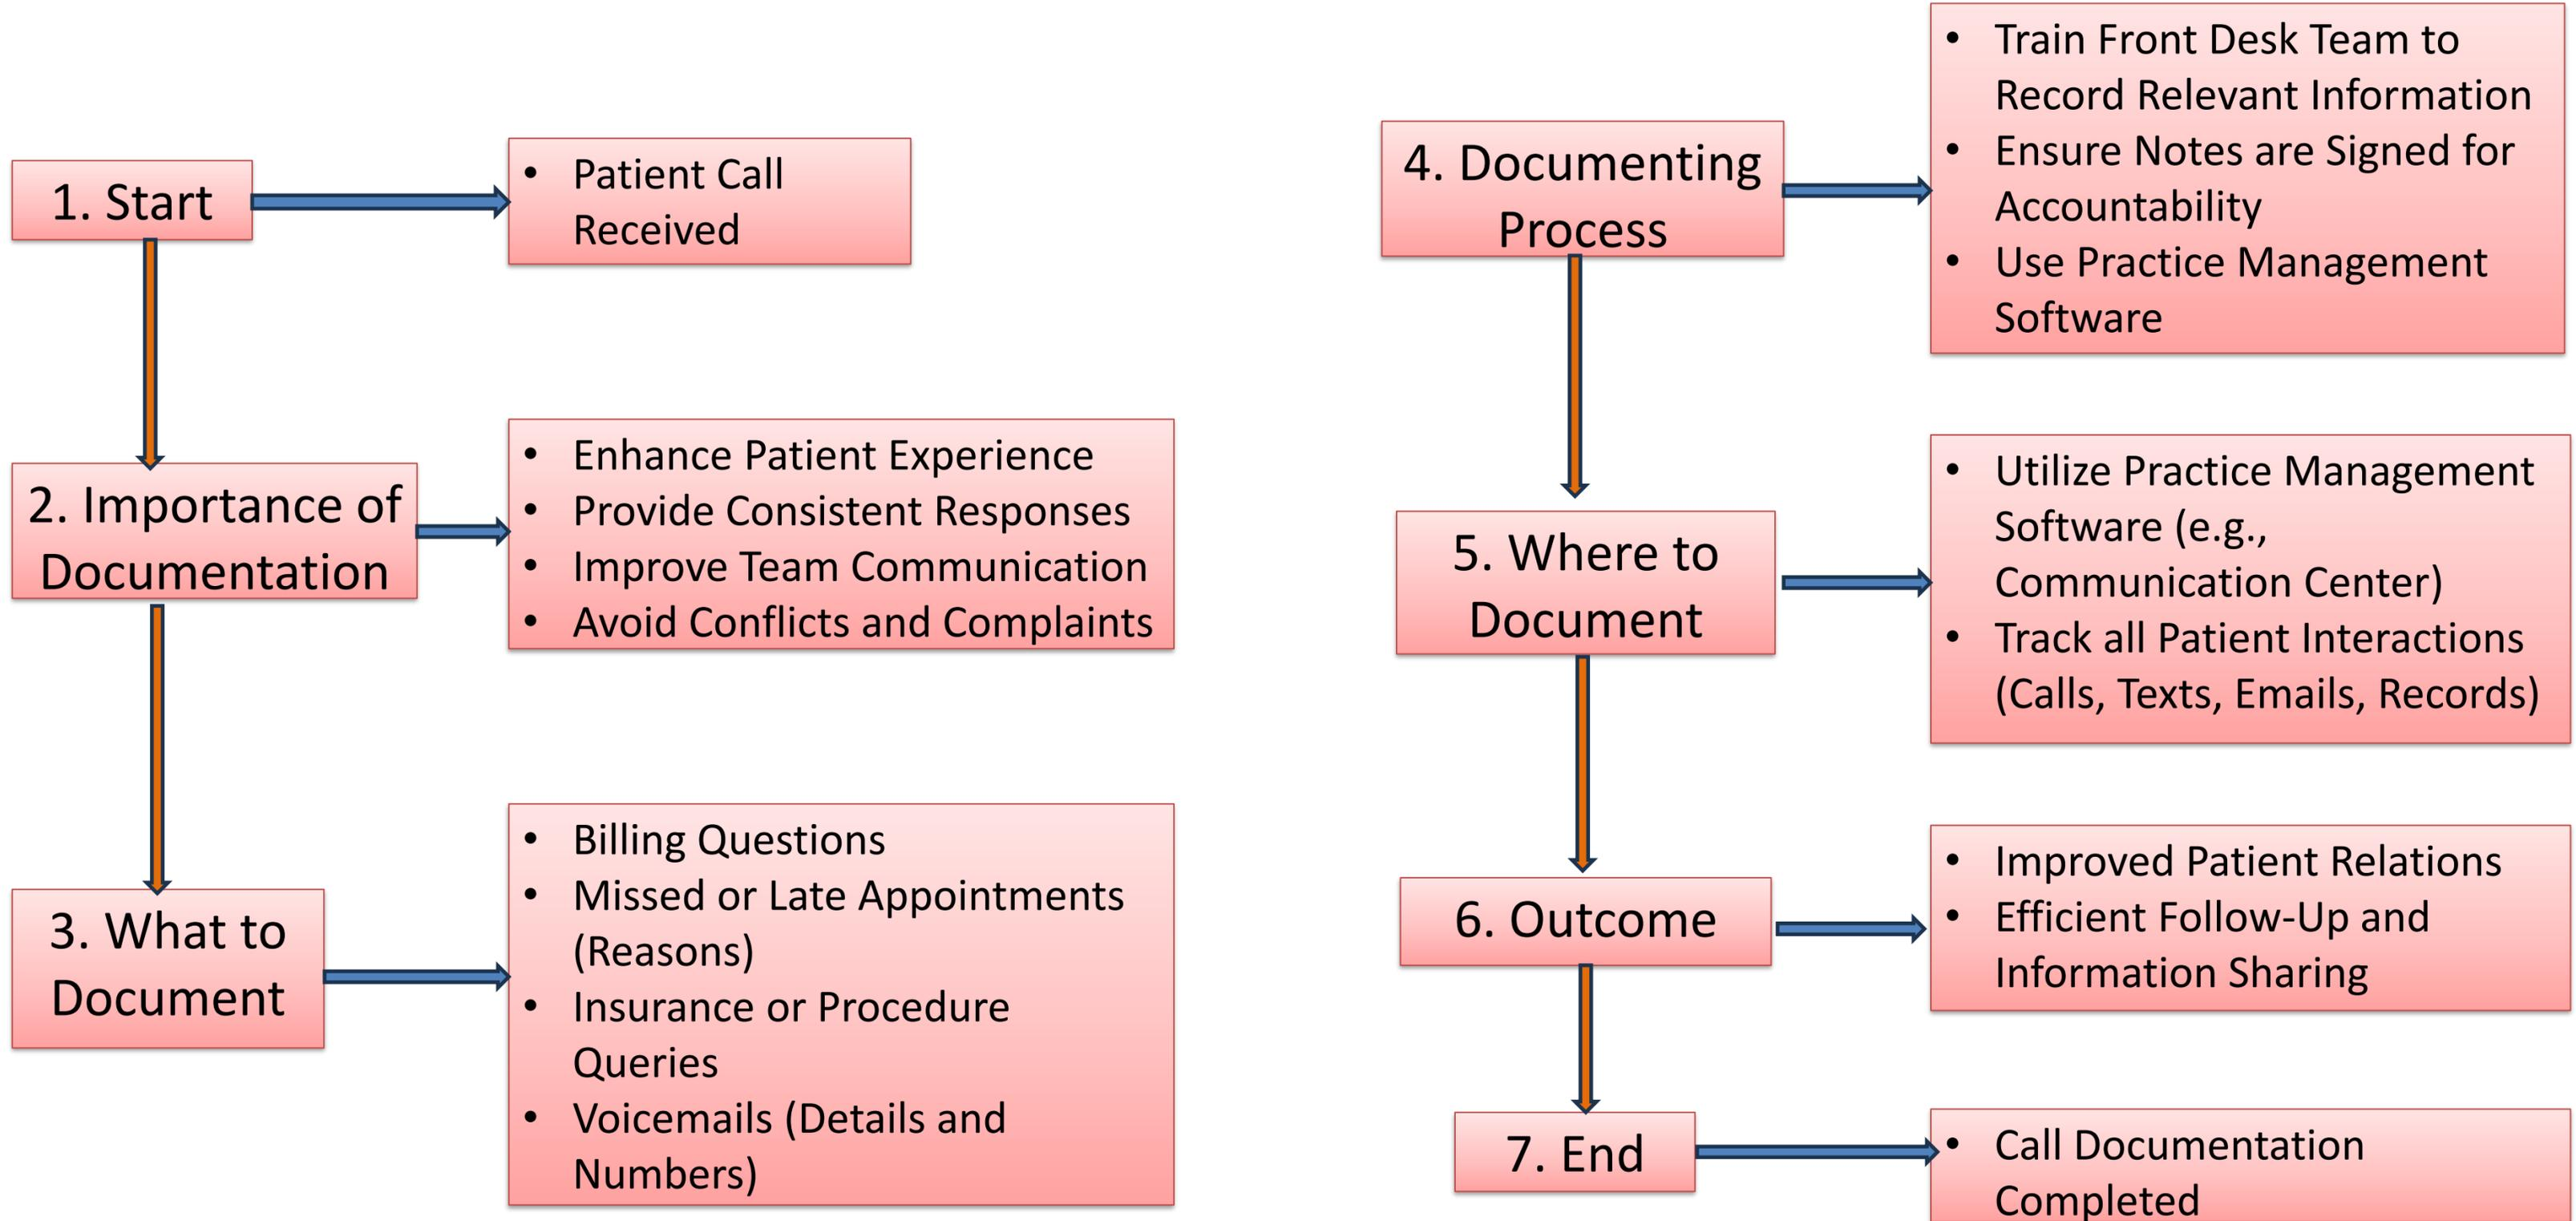 1. Start
• Patient Call
Received
2. Importance of
Documentation
• Enhance Patient Experience
• Provide Consistent Responses
• Improve Team Communication
• Avoid Conflicts and Complaints
3. What to
Document
• Billing Questions
• Missed or Late Appointments
(Reasons)
• Insurance or Procedure
Queries
• Voicemails (Details and
Numbers)
4. Documenting
Process
• Train Front Desk Team to
Record Relevant Information
• Ensure Notes are Signed for
Accountability
• Use Practice Management
Software
5. Where to
Document
• Utilize Practice Management
Software (e.g.,
Communication Center)
• Track all Patient Interactions
(Calls, Texts, Emails, Records)
6. Outcome
• Improved Patient Relations
• Efficient Follow-Up and
Information Sharing
7. End
• Call Documentation
Completed